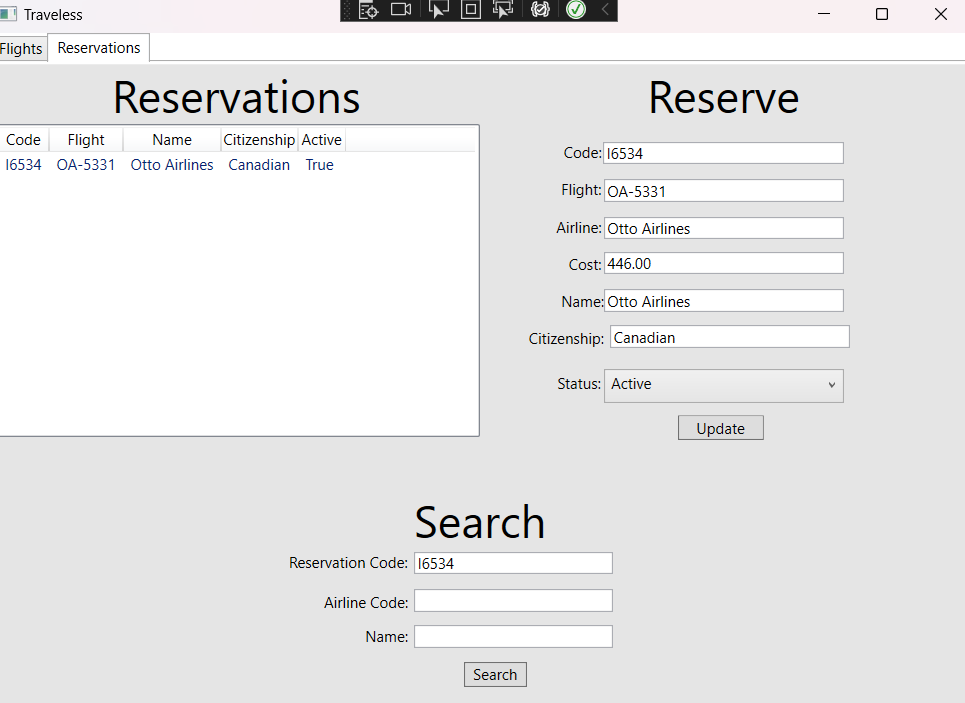 Traveless
Flights Reservations
Reservations
Code Flight Name Citizenship Active
I6534 OA-5331 Otto Airlines Canadian True
Reserve
Code: I6534
Flight: OA-5331
Airline: Otto Airlines
Cost: 446.00
Name: Otto Airlines
Citizenship: Canadian
Status: Active
Update
Search
Reservation Code: I6534
Airline Code:
Name:
Search